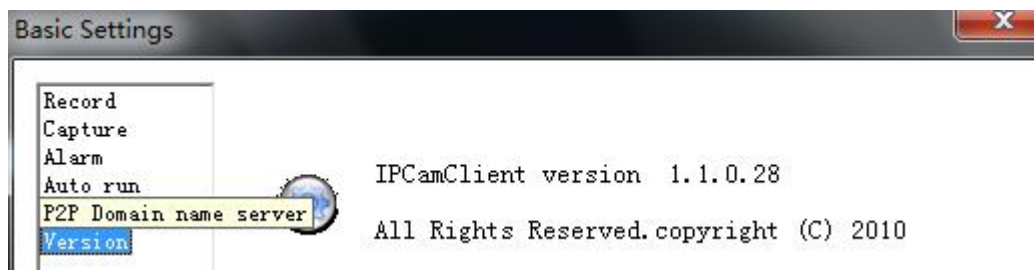 Basic Settings
Record
Capture
Alarm
Auto run
P2P Domain name server
Version
IPCamClient version 1.1.0.28
All Rights Reserved.copyright (C) 2010